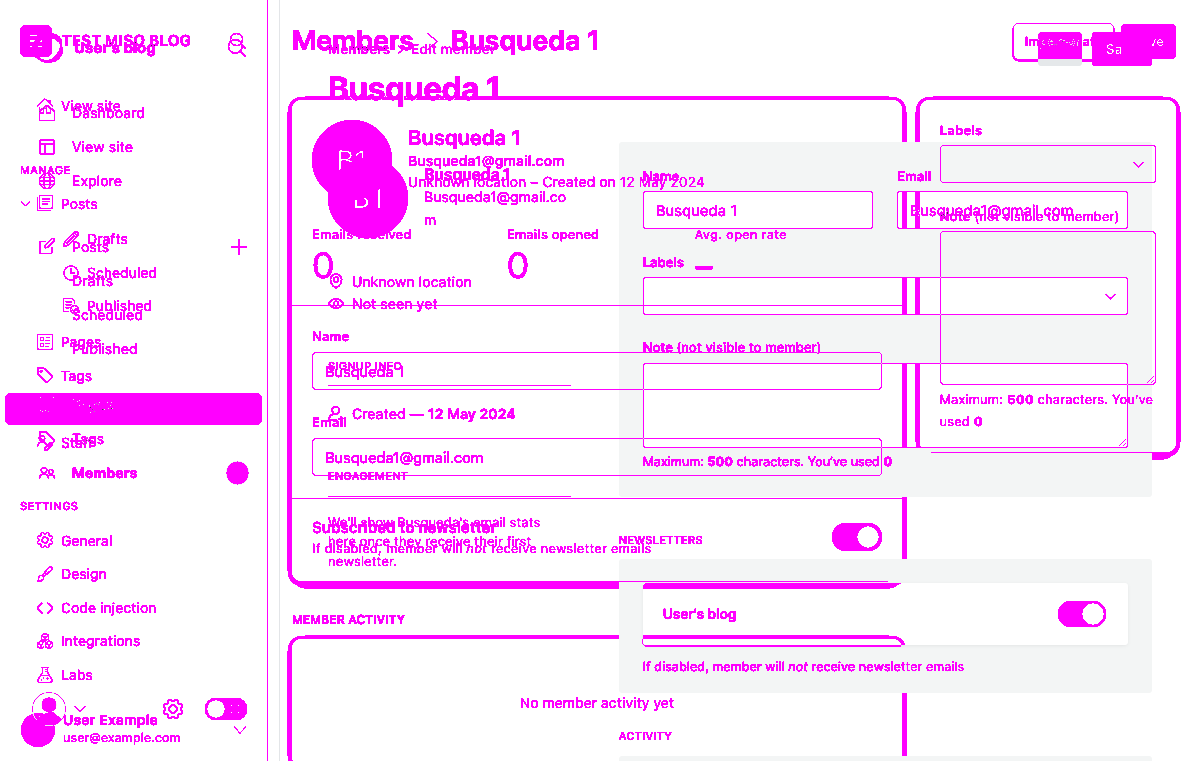 TEST MISO BLOG
User's blog
View site
Dashboard
View site
MANAGE
Explore
Posts
Drafts
Posts
Scheduled
Drafts
Published
Scheduled
Pages
Published
Tags
Tags
Staff
Members
SETTINGS
General
Design
Code injection
Integrations
Labs
User Example
user@example.com
Members > Busqueda 1
Members > Edit member
Busqueda 1
Busqueda 1
Busqueda1@gmail.com
Unknown location – Created on 12 May 2024
Busqueda 1
Busqueda1@gmail.co
m
Emails received
Emails opened
Avg. open rate
0
0
Unknown location
Not seen yet
Name
SIGNUP INFO
Busqueda 1
Created — 12 May 2024
Email
Busqueda1@gmail.com
ENGAGEMENT
We'll show Busqueda's email stats
here once they receive their first
newsletter.
Subscribed to newsletter
If disabled, member will not receive newsletter emails
MEMBER ACTIVITY
No member activity yet
Name
Busqueda 1
Email
Busqueda1@gmail.com
Labels
Note (not visible to member)
Maximum: 500 characters. You've used 0
NEWSLETTERS
User's blog
If disabled, member will not receive newsletter emails
ACTIVITY
Labels
Note (not visible to member)
Maximum: 500 characters. You've
used 0